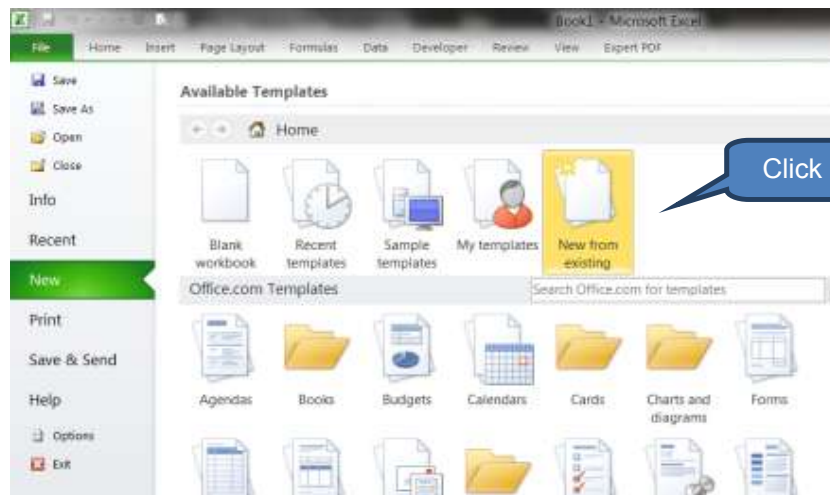 Book1 - Microsoft Excel
File Home Insert Page Layout Formulas Data Developer Review View Expert PDF
Save
Save As
Open
Close
Info
Recent
New
Print
Save & Send
Help
Options
Exit
Available Templates
Home
Click
Blank workbook
Recent templates
Sample templates
My templates
New from existing
Office.com Templates
Search Office.com for templates
Agendas
Books
Budgets
Calendars
Cards
Charts and diagrams
Forms